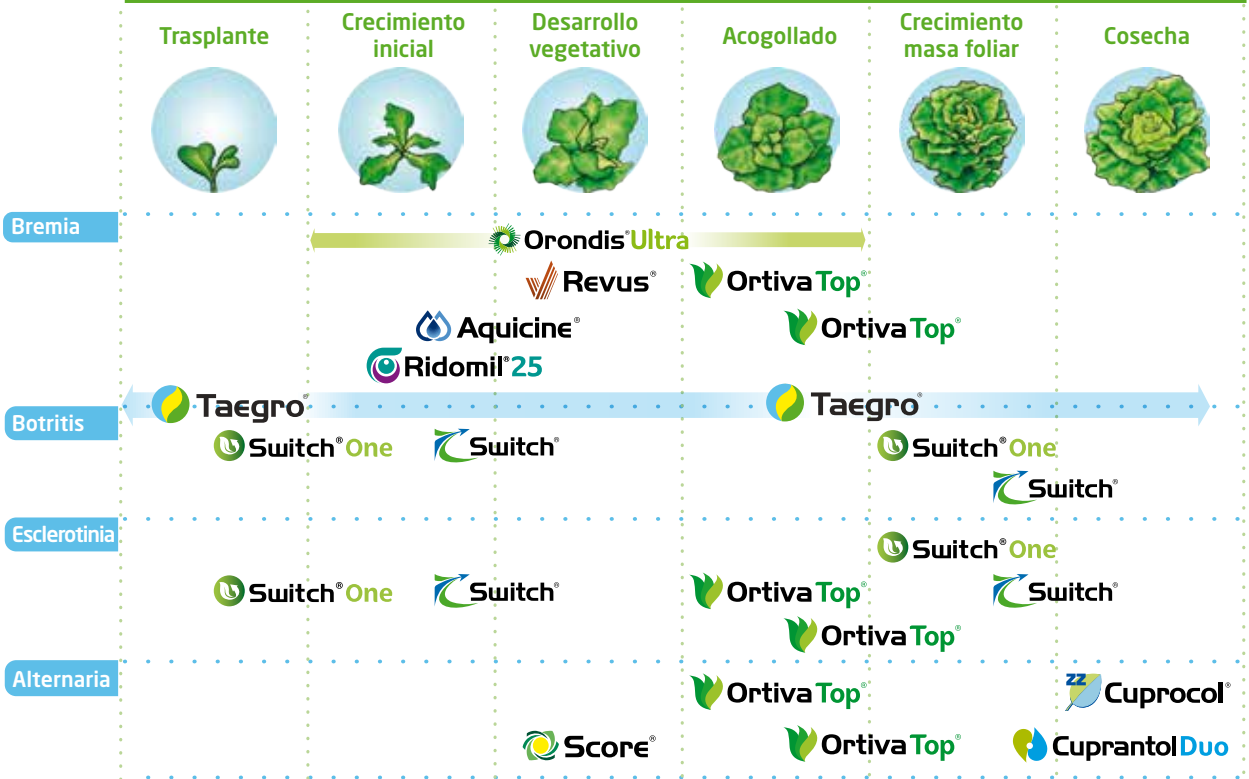 Trasplante
Crecimiento
inicial
Desarrollo
vegetativo
Acogollado
Crecimiento
masa foliar
Cosecha
Bremia
Orondis®Ultra
Revus®
Ortiva Top®
Aquicine®
Ortiva Top®
Ridomil®25
Taegro®
Taegro®
Botritis
Switch®One
Switch®
Switch®One
Switch®
Esclerotinia
Switch®One
Switch®One
Switch®
Ortiva Top®
Switch®
Ortiva Top®
Alternaria
Ortiva Top®
ZZ Cuprocol®
Score®
Ortiva Top®
Cuprantol Duo